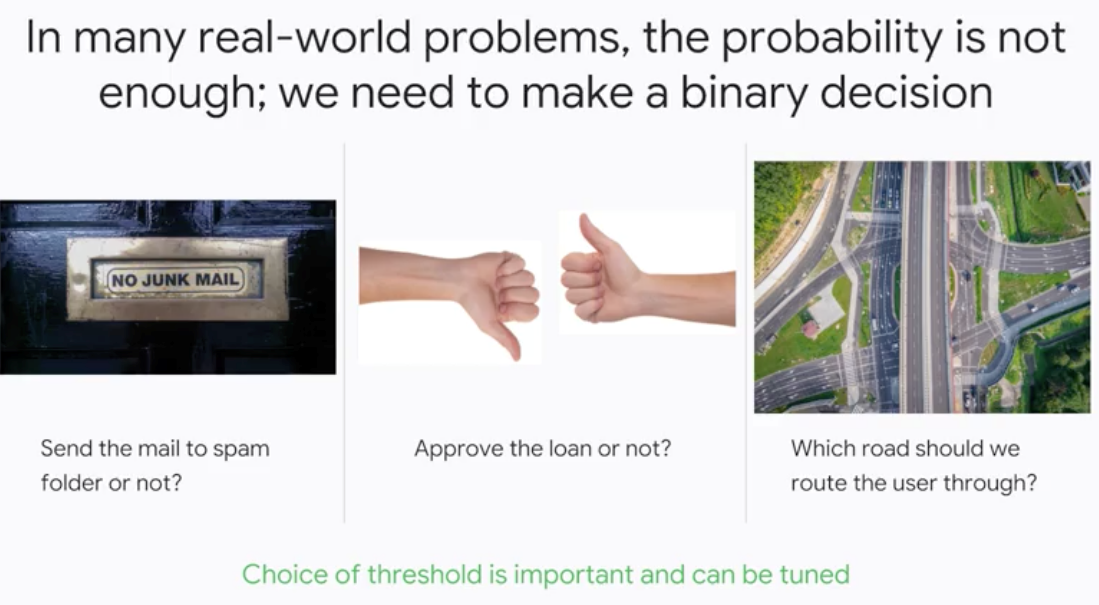 In many real-world problems, the probability is not
enough; we need to make a binary decision
NO JUNK MAIL
Send the mail to spam
folder or not?
Approve the loan or not?
Which road should we
route the user through?
Choice of threshold is important and can be tuned